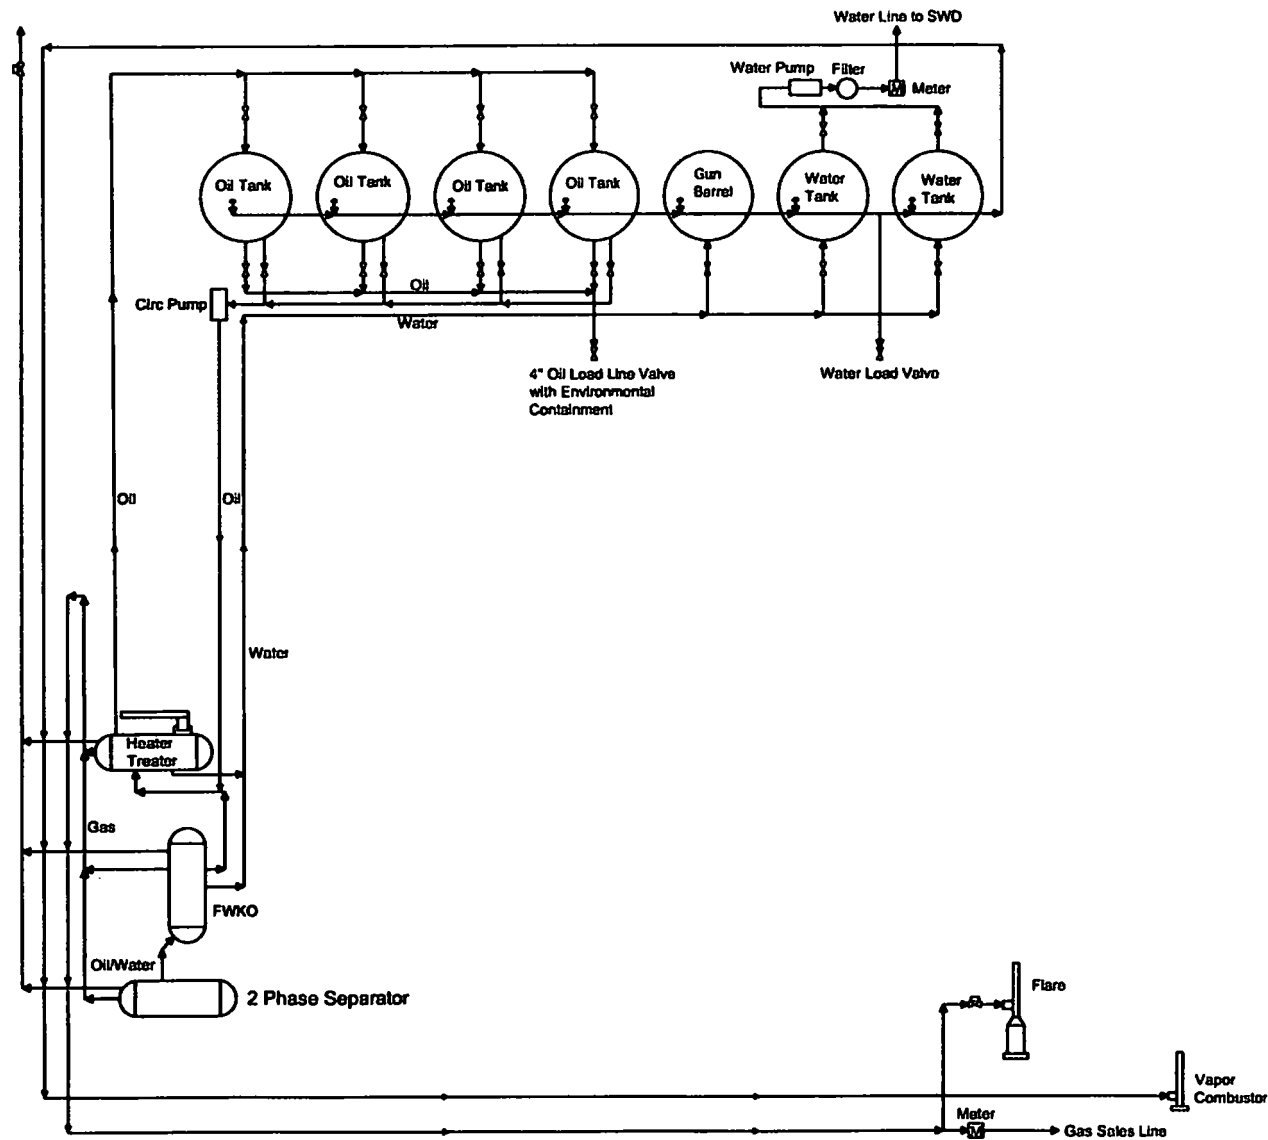 Water Line to SWD
Water Pump
Filter
Meter
Oil Tank
Oil Tank
Oil Tank
Oil Tank
Gun
Barrel
Water
Tank
Water
Tank
Oil
Circ Pump
Water
4" Oil Load Line Valve
with Environmental
Containment
Water Load Valve
Oil
Oil
Water
Heater
Treator
Gas
FWKO
Oil/Water
2 Phase Separator
Flare
Vapor
Combustor
Meter
M
Gas Sales Line